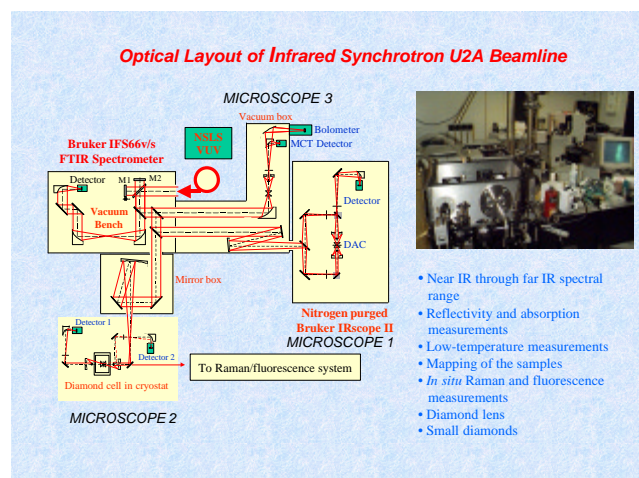 Optical Layout of Infrared Synchrotron U2A Beamline
MICROSCOPE 3
Vacuum box
Bruker IFS66v/s
FTIR Spectrometer
NSLS
VUV
Bolometer
MCT Detector
Detector
M1
M2
Vacuum
Bench
Detector
DAC
Mirror box
Nitrogen purged
Bruker IRscope II
MICROSCOPE 1
Detector 1
Detector 2
Diamond cell in cryostat
To Raman/fluorescence system
MICROSCOPE 2
• Near IR through far IR spectral
range
• Reflectivity and absorption
measurements
• Low-temperature measurements
• Mapping of the samples
• In situ Raman and fluorescence
measurements
• Diamond lens
• Small diamonds